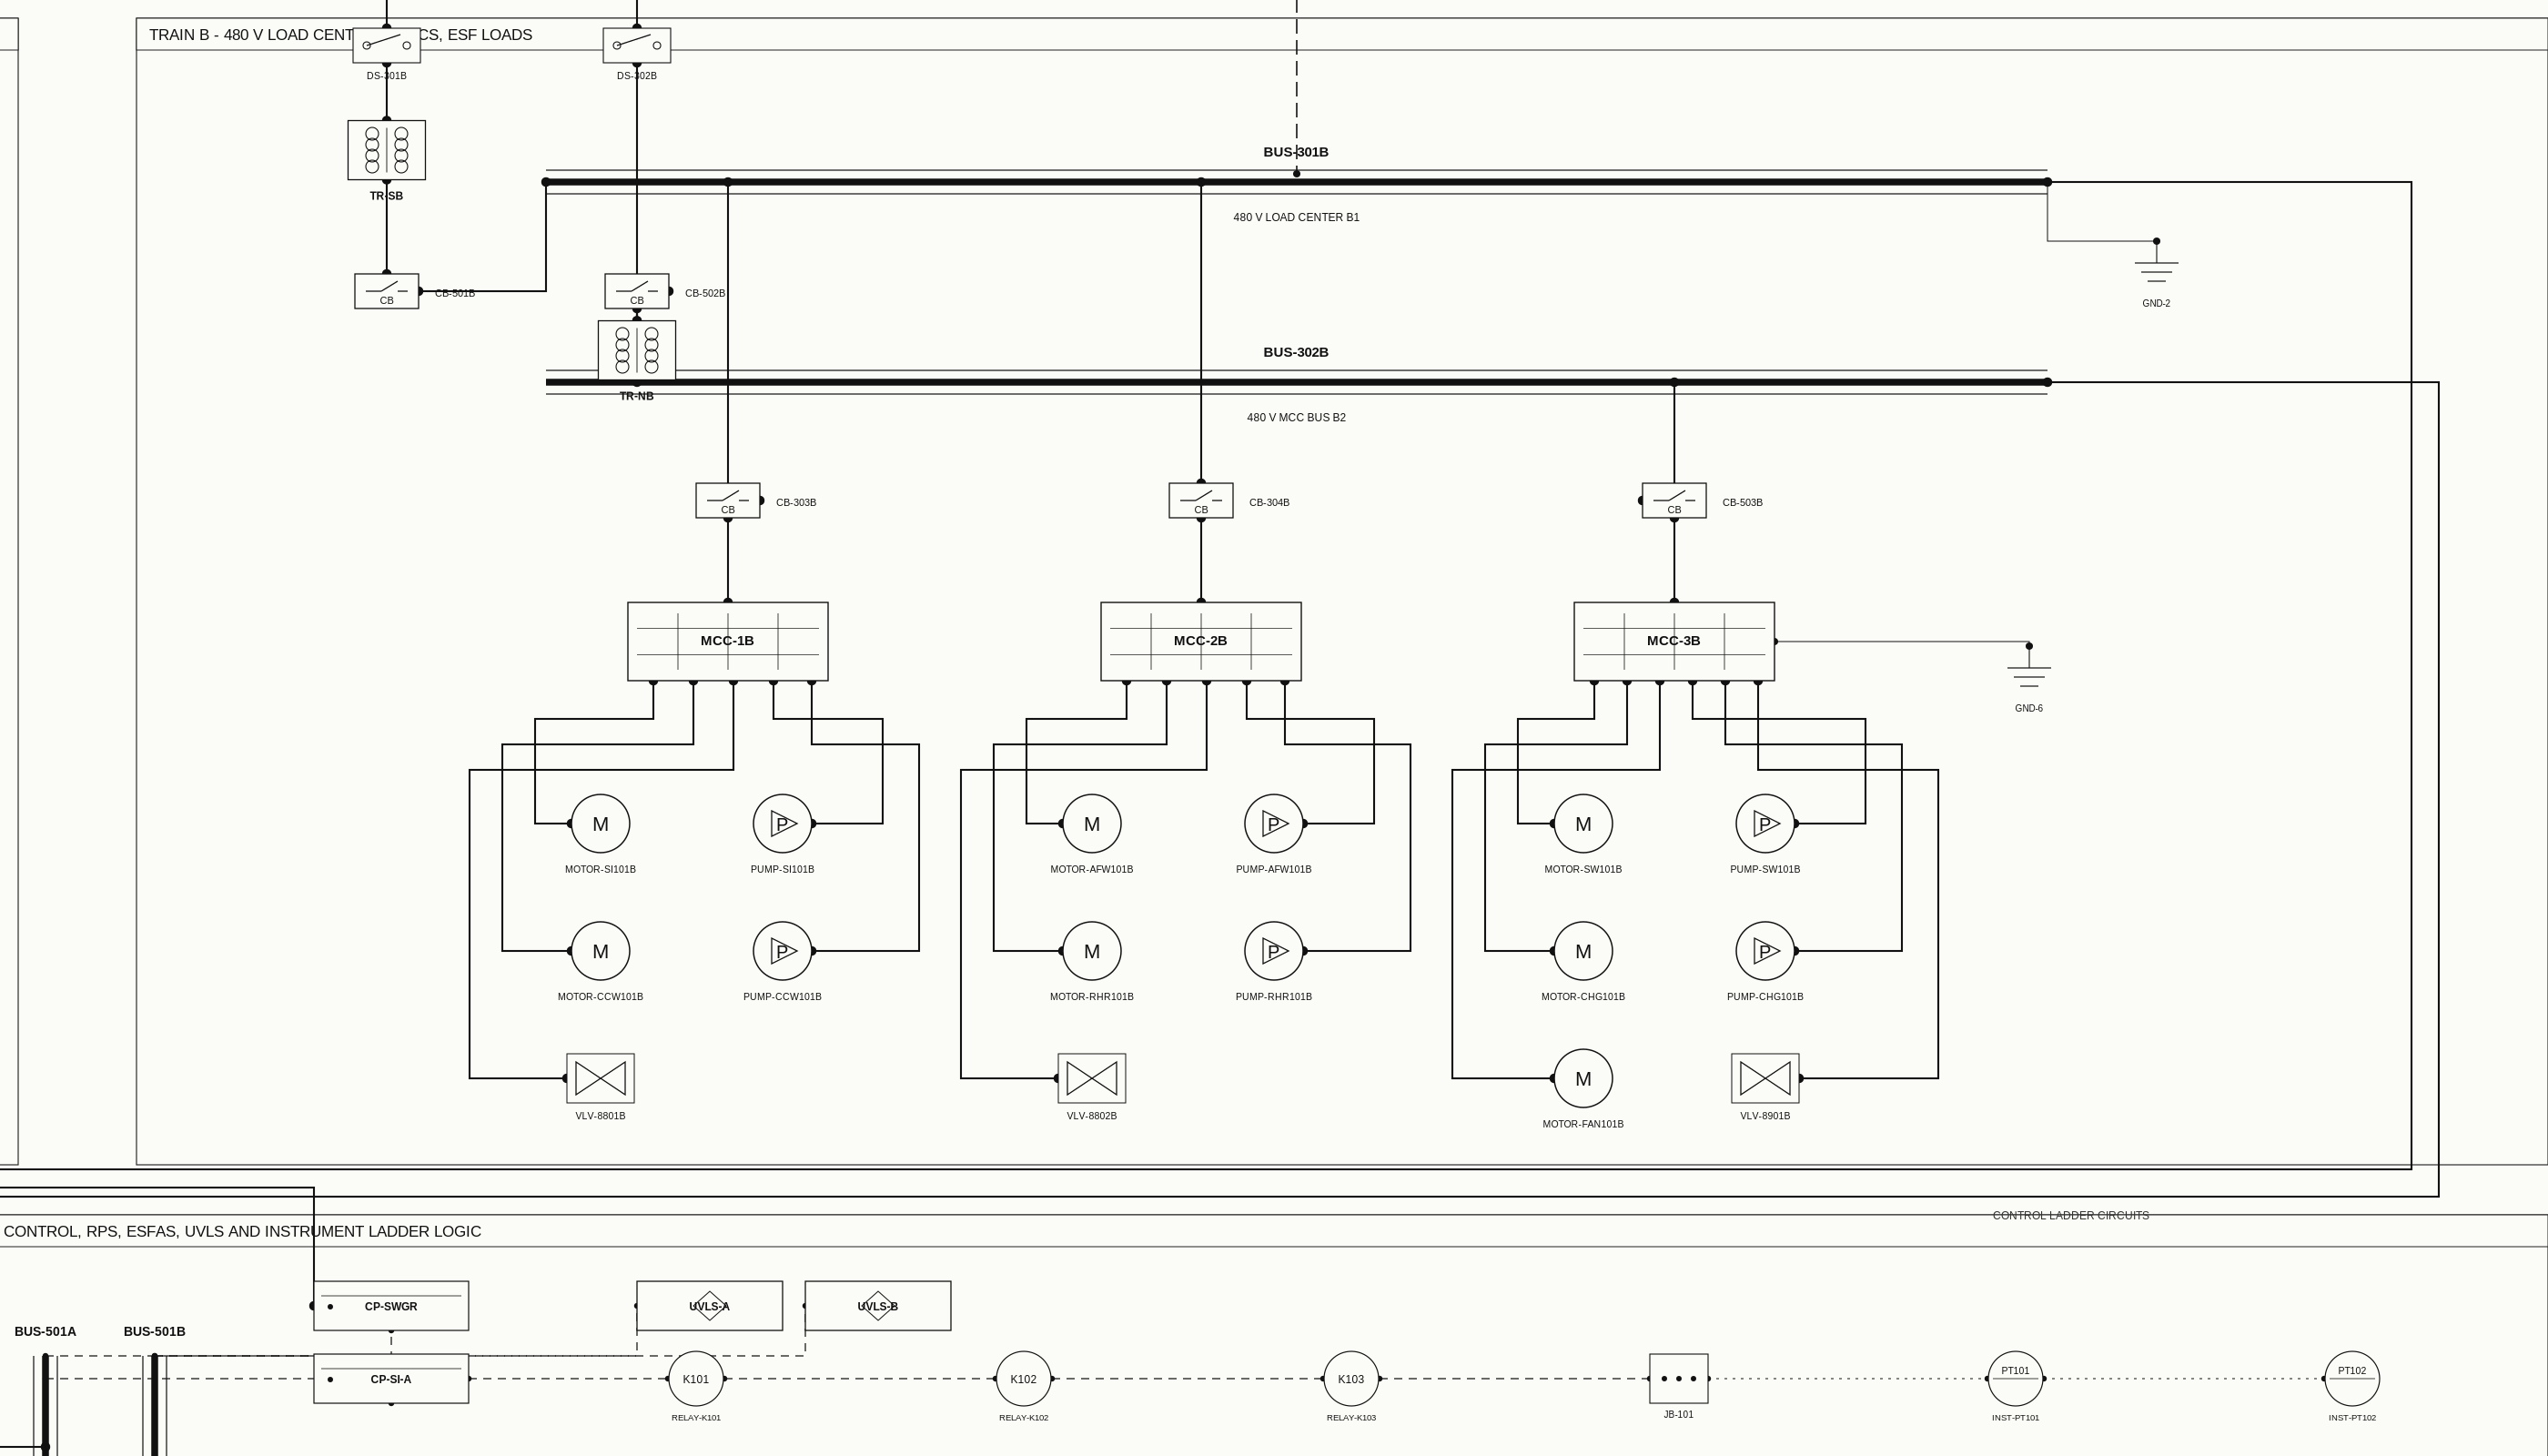 TRAIN B - 480 V LOAD CENT CS, ESF LOADS
DS-301B
DS-302B
BUS-301B
TR-SB
480 V LOAD CENTER B1
CB
CB-501B
CB
CB-502B
GND-2
BUS-302B
TR-NB
480 V MCC BUS B2
CB
CB-303B
CB
CB-304B
CB
CB-503B
MCC-1B
MCC-2B
MCC-3B
GND-6
M
P
M
P
M
P
MOTOR-SI101B
PUMP-SI101B
MOTOR-AFW101B
PUMP-AFW101B
MOTOR-SW101B
PUMP-SW101B
M
P
M
P
M
P
MOTOR-CCW101B
PUMP-CCW101B
MOTOR-RHR101B
PUMP-RHR101B
MOTOR-CHG101B
PUMP-CHG101B
M
VLV-8801B
VLV-8802B
MOTOR-FAN101B
VLV-8901B
CONTROL LADDER CIRCUITS
CONTROL, RPS, ESFAS, UVLS AND INSTRUMENT LADDER LOGIC
CP-SWGR
UVLS-A
UVLS-B
BUS-501A
BUS-501B
CP-SI-A
K101
K102
K103
PT101
PT102
RELAY-K101
RELAY-K102
RELAY-K103
JB-101
INST-PT101
INST-PT102